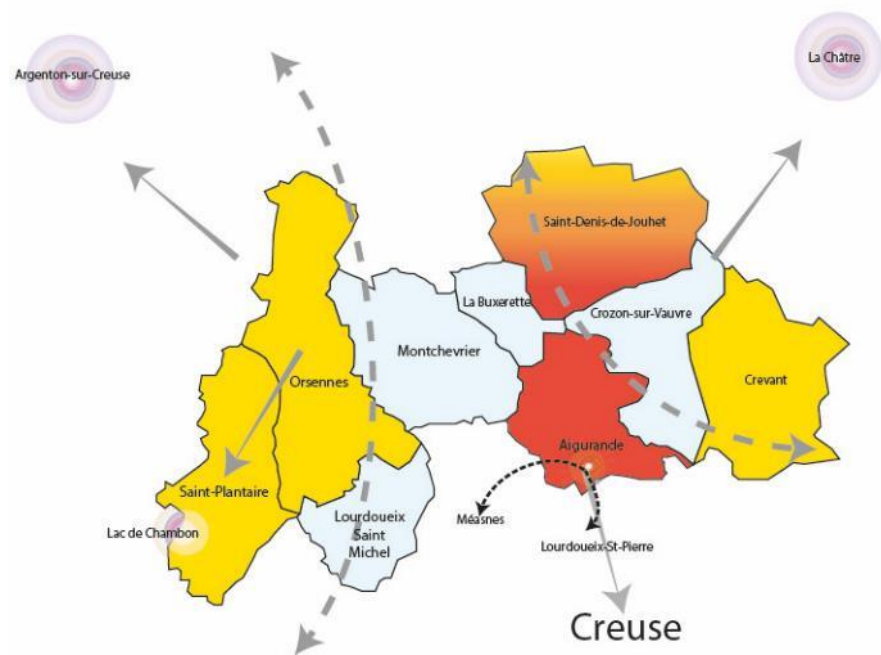 La Châtre
Argenton-sur-Creuse
Saint-Denis-de-Jouhet
La Buxerette
Crozon-sur-Vauvre
Montchevrier
Orsennes
Crevant
Aigurande
Saint-Plantaire
Lourdoueix
Saint
Michel
Méasnes
Lac de Chambon
Lourdoueix-St-Pierre
Creuse